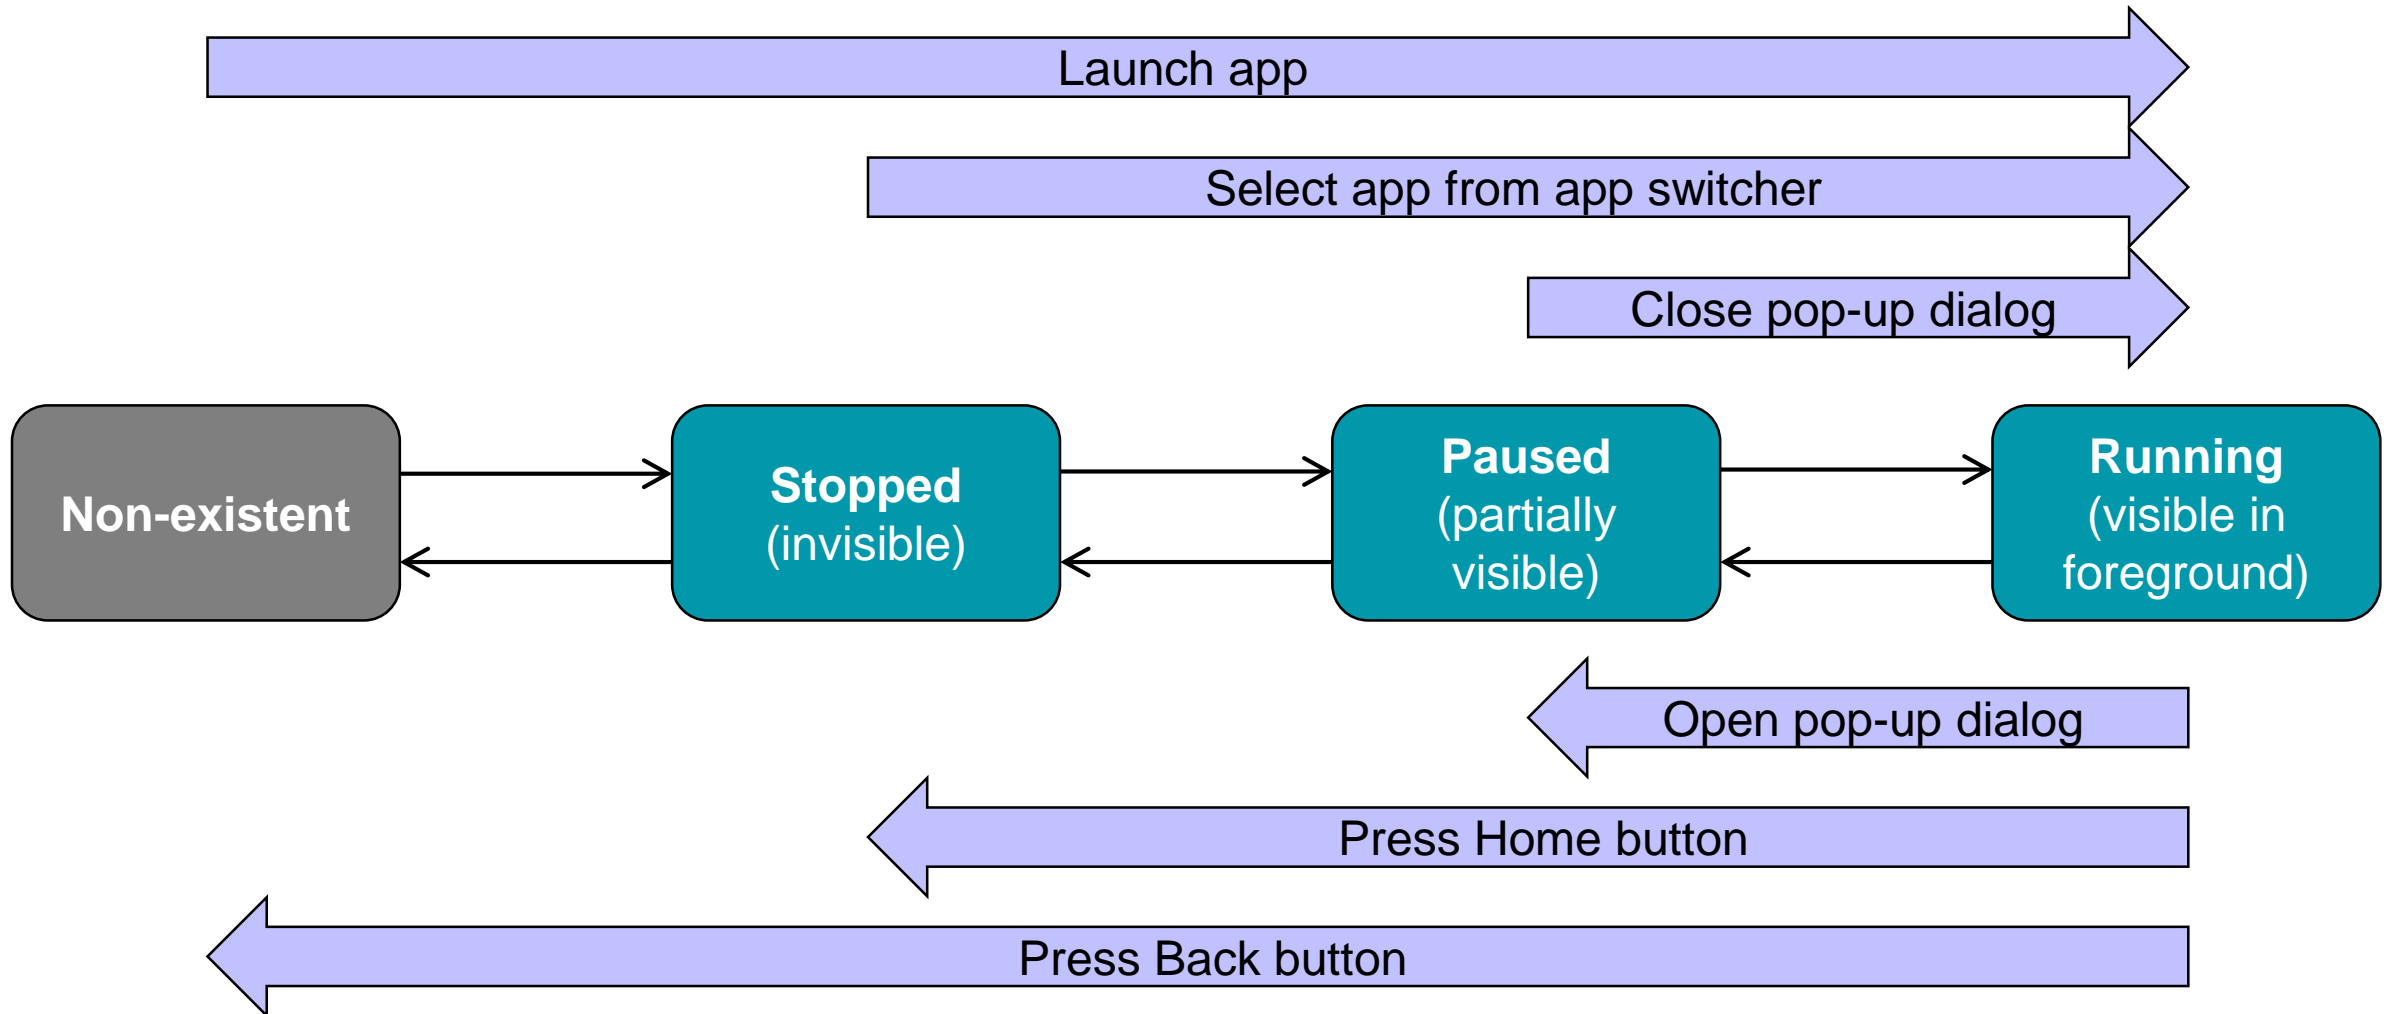 Launch app
Select app from app switcher
Close pop-up dialog
Non-existent
Stopped
(invisible)
Paused
(partially
visible)
Running
(visible in
foreground)
Open pop-up dialog
Press Home button
Press Back button